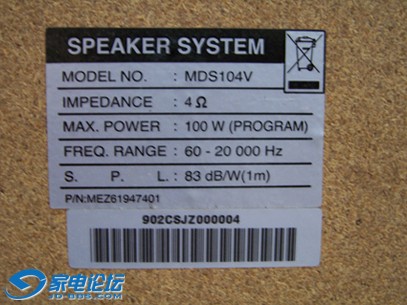 SPEAKER SYSTEM
MODEL NO. : MDS104V
IMPEDANCE : 4 Ω
MAX. POWER : 100 W (PROGRAM)
FREQ. RANGE : 60 - 20 000 Hz
S. P. L. : 83 dB/W(1m)
P/N:MEZ61947401
902CSJZ000004
家电论坛
JD-BBS.COM